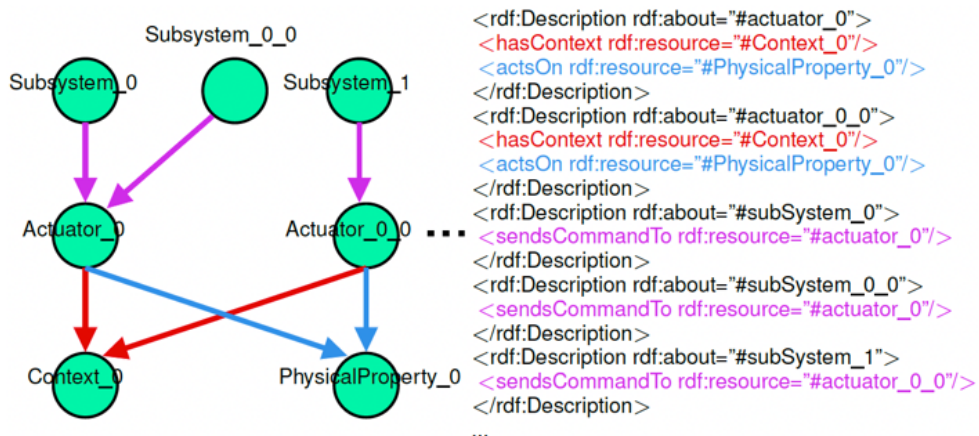 Subsystem_0_0
Subsystem_0
Subsystem_1
Actuator_0
Actuator_0_0
...
Context_0
PhysicalProperty_0
<rdf:Description rdf:about=”#actuator_0”>
<hasContext rdf:resource=”#Context_0”/>
<actsOn rdf:resource=”#PhysicalProperty_0”/>
</rdf:Description>
<rdf:Description rdf:about=”#actuator_0_0”>
<hasContext rdf:resource=”#Context_0”/>
<actsOn rdf:resource=”#PhysicalProperty_0”/>
</rdf:Description>
<rdf:Description rdf:about=”#subSystem_0”>
<sendsCommandTo rdf:resource=”#actuator_0”/>
</rdf:Description>
<rdf:Description rdf:about=”#subSystem_0_0”>
<sendsCommandTo rdf:resource=”#actuator_0”/>
</rdf:Description>
<rdf:Description rdf:about=”#subSystem_1”>
<sendsCommandTo rdf:resource=”#actuator_0_0”/>
</rdf:Description>
...